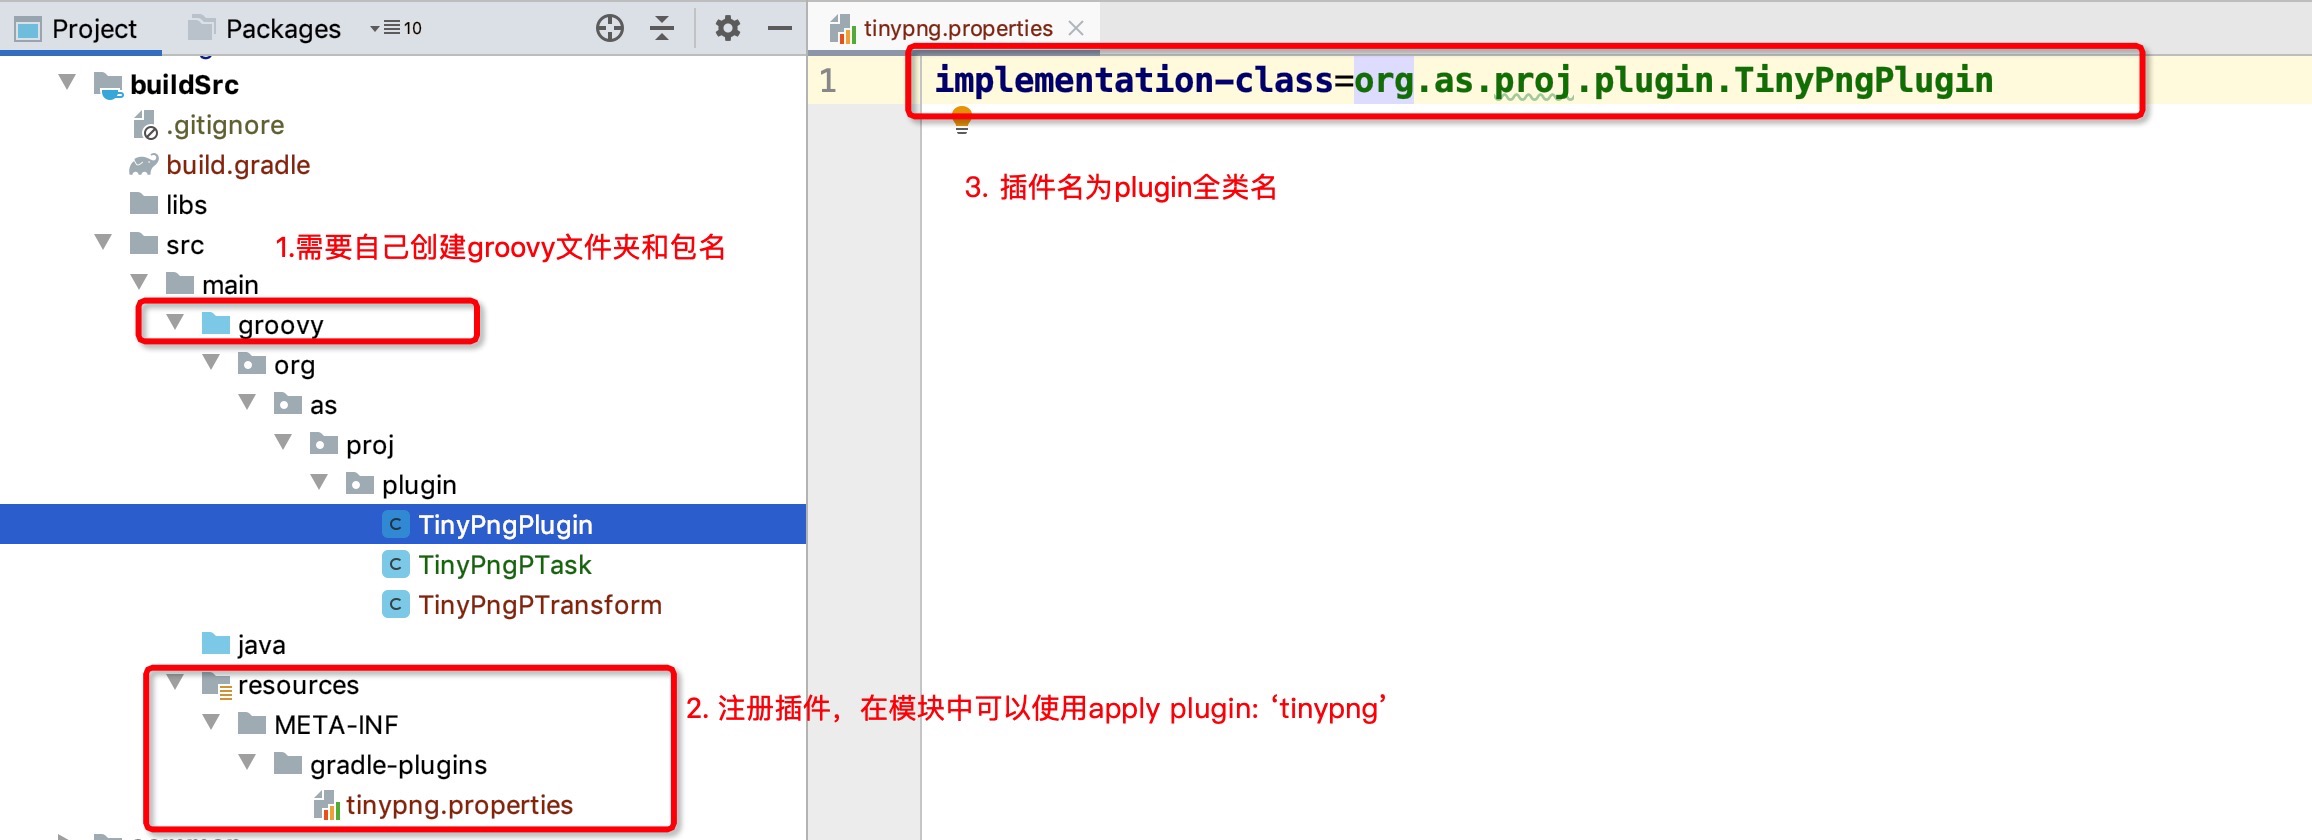 Project Packages 10
buildSrc
.gitignore
build.gradle
libs
src
1.需要自己创建groovy文件夹和包名
main
groovy
org
as
proj
plugin
TinyPngPlugin
TinyPngPTask
TinyPngPTransform
java
resources
META-INF
gradle-plugins
tinypng.properties
2. 注册插件，在模块中可以使用apply plugin: ‘tinypng’
tinypng.properties
1 implementation-class=org.as.proj.plugin.TinyPngPlugin
3. 插件名为plugin全类名